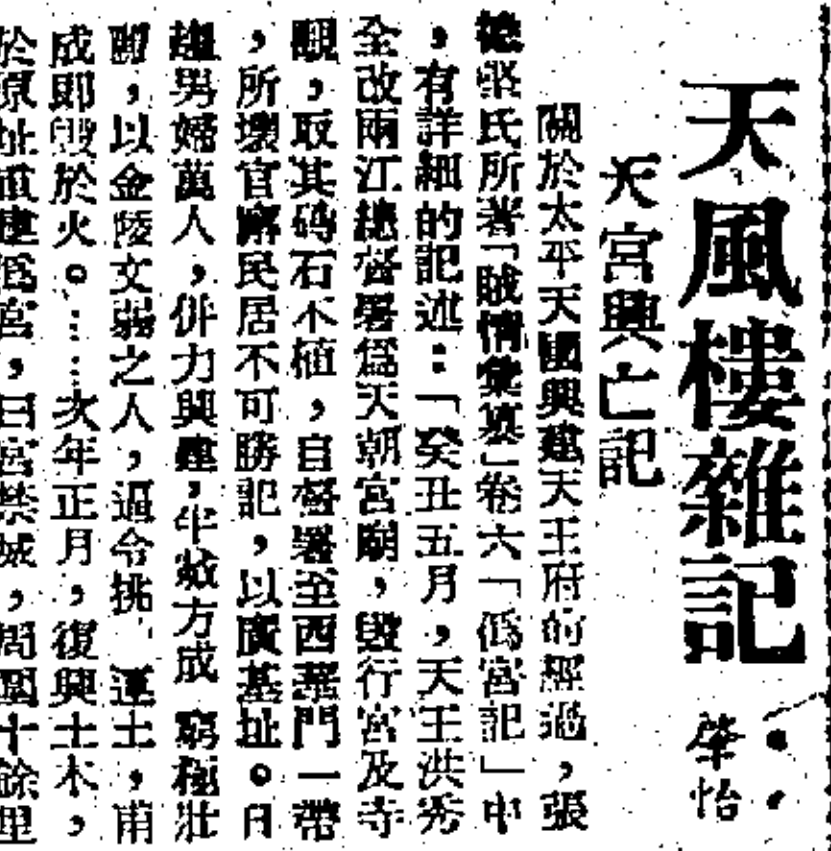 天風樓雜記
肇怡
天宮興亡記
關於太平天國興建天王府的經過，張
德堅氏所著「賊情彙纂」卷六「僞宮記」中
，有詳細的記述：「癸丑五月，天王洪秀
全改兩江總督署爲天朝宮闕，毀行宮及寺
觀，取其磚石木植，自督署至西華門一帶
，所壞官廨民居不可勝記，以廣基址。日
驅男婦萬人，併力興建，半載方成 窮極壯
麗，以金陵文弱之人，逼令挑 運土，甫
成卽毀於火。……次年正月，復興土木，
於原址重建僞宮，曰宮禁城，周圍十餘里